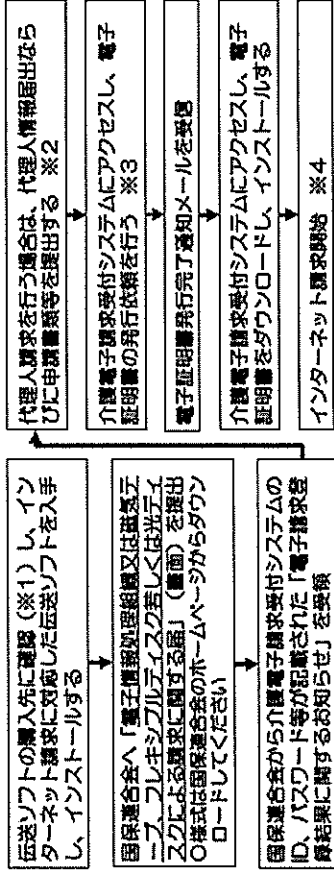 伝送ソフトの購入先に確認（※1）し、イン
ターネット請求に対応した伝送ソフトを入手
し、インストールする
国保連合会へ「電子情報処理組織又は磁気テ
ープ、フレキシブルディスク若しくは光ディ
スクによる請求に関する届」（書面）を提出
○様式は国保連合会のホームページからダウン
ロードしてください
国保連合会から介護電子請求受付システムの
ID、パスワード等が記載された「電子請求登
録結果に関するお知らせ」を受領
代理人請求を行う場合は、代理人情報届出なら
びに申請書類等を提出する ※2
介護電子請求受付システムにアクセスし、電子
証明書の発行依頼を行う ※3
電子証明書発行完了通知メールを受信
介護電子請求受付システムにアクセスし、電子
証明書をダウンロードし、インストールする
インターネット請求開始 ※4